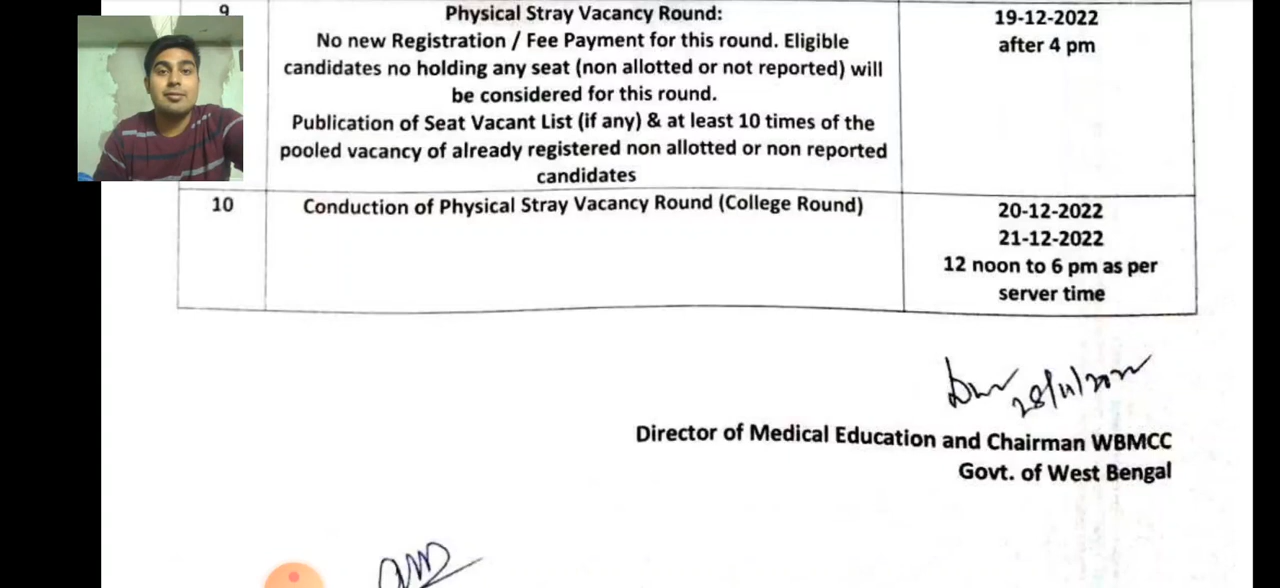 9
Physical Stray Vacancy Round:
19-12-2022
No new Registration / Fee Payment for this round. Eligible
after 4 pm
candidates no holding any seat (non allotted or not reported) will
be considered for this round.
Publication of Seat Vacant List (if any) & at least 10 times of the
pooled vacancy of already registered non allotted or non reported
candidates
10
Conduction of Physical Stray Vacancy Round (College Round)
20-12-2022
21-12-2022
12 noon to 6 pm as per
server time
28/11/2022
Director of Medical Education and Chairman WBMCC
Govt. of West Bengal